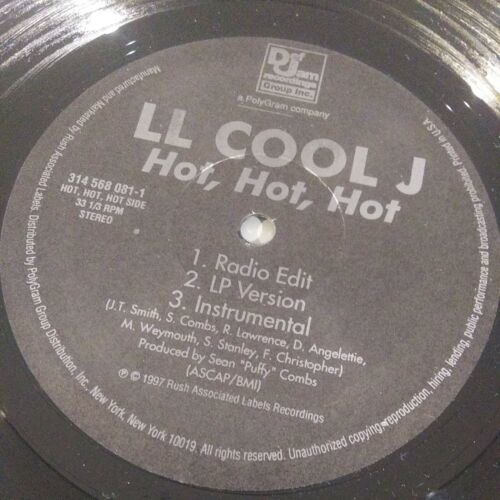 Def Jam
recordings
Group Inc.
a PolyGram company
LL COOL J
Hot, Hot, Hot
314 568 081-1
HOT, HOT, HOT SIDE
33 1/3 RPM
STEREO
1. Radio Edit
2. LP Version
3. Instrumental
(J.T. Smith, S. Combs, R. Lawrence, D. Angelettie,
M. Weymouth, S. Stanley, F. Christopher)
Produced by Sean "Puffy" Combs
(ASCAP/BMI)
℗ © 1997 Rush Associated Labels Recordings
Manufactured and Marketed by Rush Associated Labels. Distributed by PolyGram Group Distribution, Inc. New York, New York 10019. All rights reserved. Unauthorized copying, reproduction, hiring, lending, public performance and broadcasting prohibited. Printed in U.S.A.